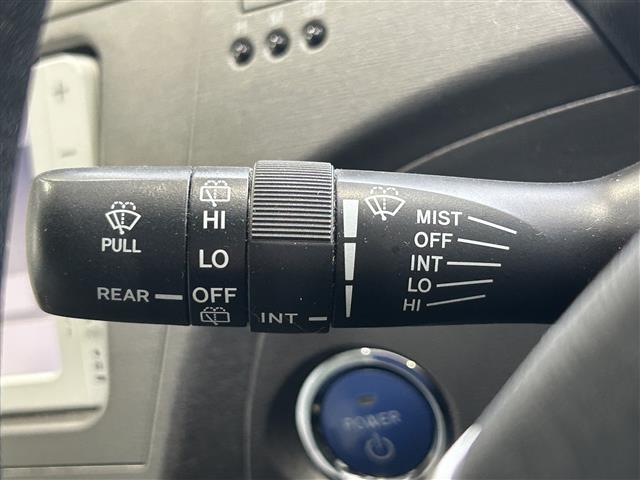 PULL
REAR
HI
LO
OFF
INT
MIST
OFF
INT
LO
HI
POWER
+